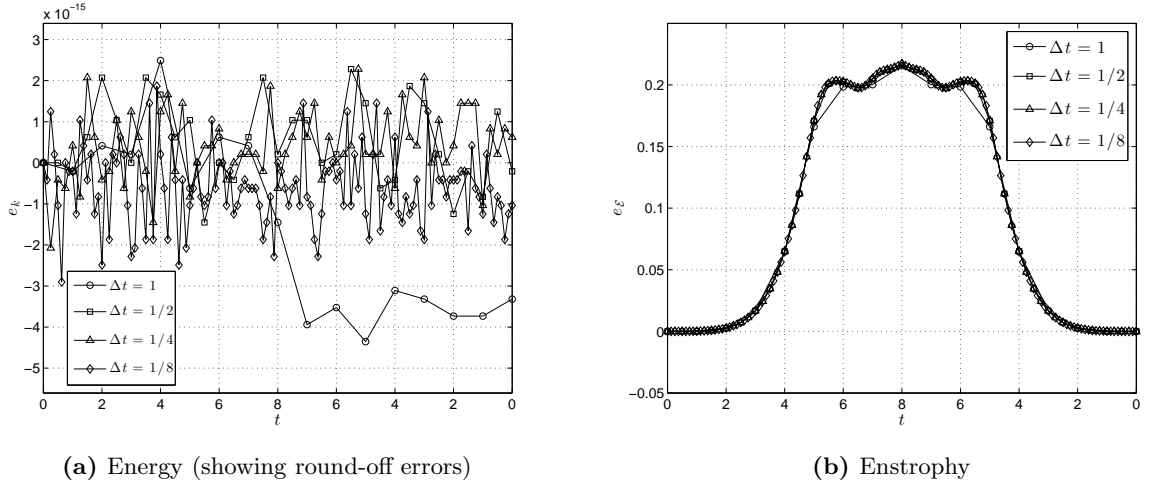 x 10⁻¹⁵
3
2
1
0
−1
−2
−3
−4
−5
e_k
Δt = 1
Δt = 1/2
Δt = 1/4
Δt = 1/8
0 2 4 6 8 6 4 2 0
t
(a) Energy (showing round-off errors)
0.2
0.15
0.1
0.05
0
−0.05
e_ℰ
Δt = 1
Δt = 1/2
Δt = 1/4
Δt = 1/8
0 2 4 6 8 6 4 2 0
t
(b) Enstrophy